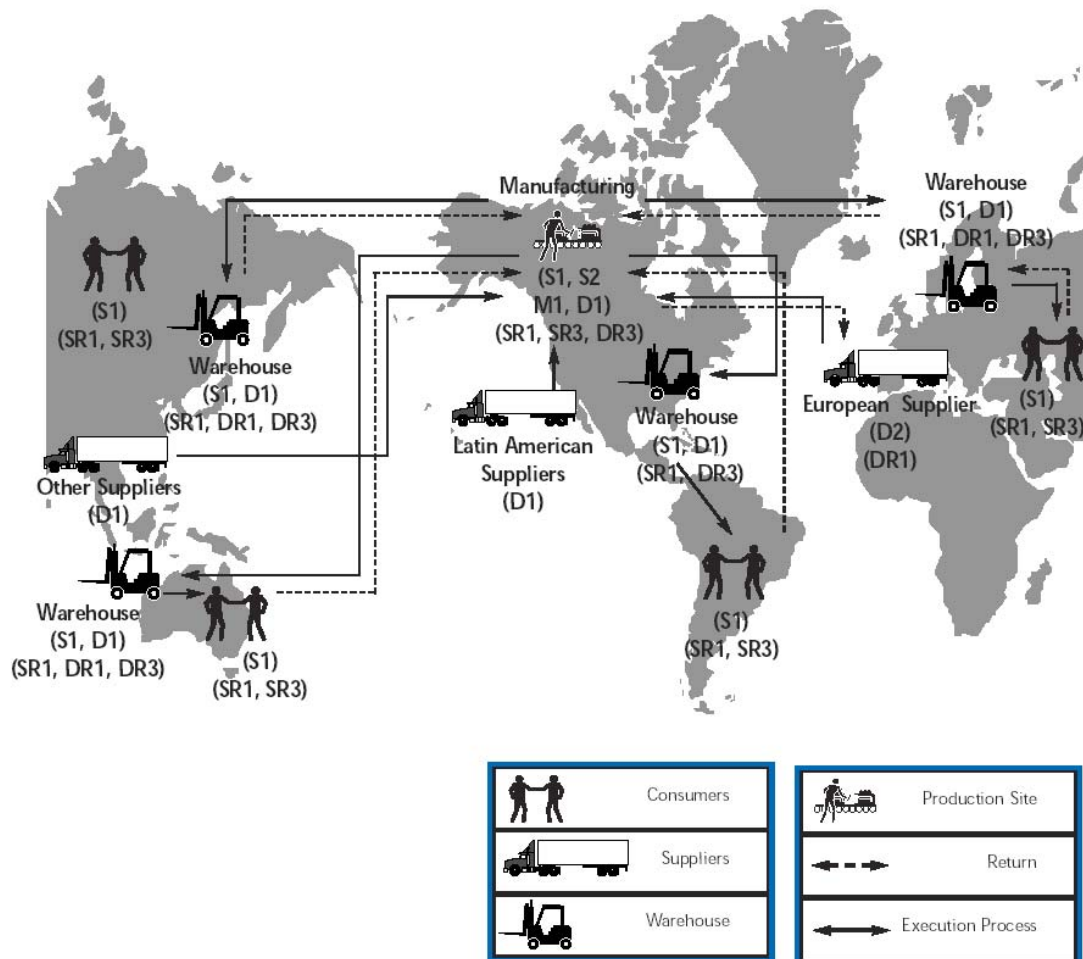 Manufacturing
(S1, S2
M1, D1)
(SR1, SR3, DR3)
Warehouse
(S1, D1)
(SR1, DR1, DR3)
(S1)
(SR1, SR3)
Warehouse
(S1, D1)
(SR1, DR1, DR3)
Other Suppliers
(D1)
Latin American
Suppliers
(D1)
Warehouse
(S1, D1)
(SR1, DR3)
European Supplier
(D2)
(DR1)
(S1)
(SR1, SR3)
Warehouse
(S1, D1)
(SR1, DR1, DR3)
(S1)
(SR1, SR3)
(S1)
(SR1, SR3)
Consumers
Suppliers
Warehouse
Production Site
Return
Execution Process